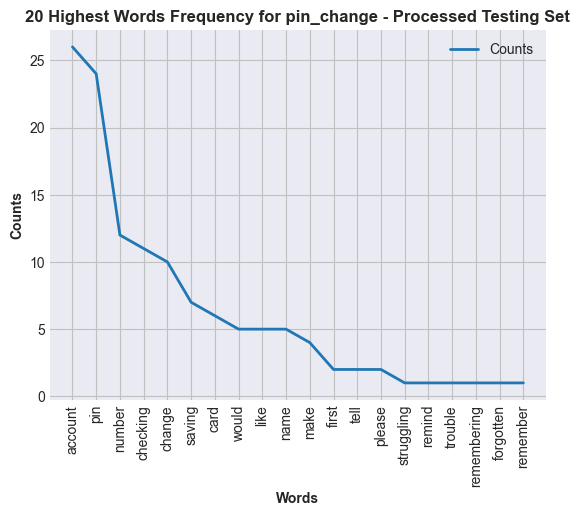 20 Highest Words Frequency for pin_change - Processed Testing Set
Counts
Counts
25
20
15
10
5
0
account
pin
number
checking
change
saving
card
would
like
name
make
first
tell
please
struggling
remind
trouble
remembering
forgotten
remember
Words